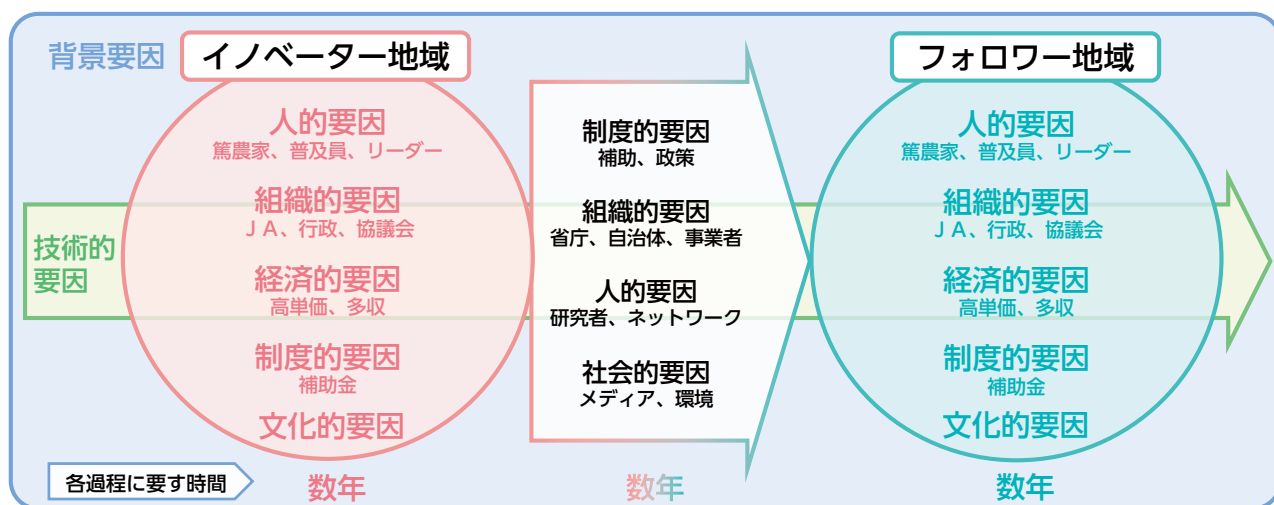 背景要因
イノベーター地域
人的要因
篤農家、普及員、リーダー
組織的要因
ＪＡ、行政、協議会
経済的要因
高単価、多収
制度的要因
補助金
文化的要因
技術的
要因
制度的要因
補助、政策
組織的要因
省庁、自治体、事業者
人的要因
研究者、ネットワーク
社会的要因
メディア、環境
フォロワー地域
人的要因
篤農家、普及員、リーダー
組織的要因
ＪＡ、行政、協議会
経済的要因
高単価、多収
制度的要因
補助金
文化的要因
各過程に要す時間
数年
数年
数年